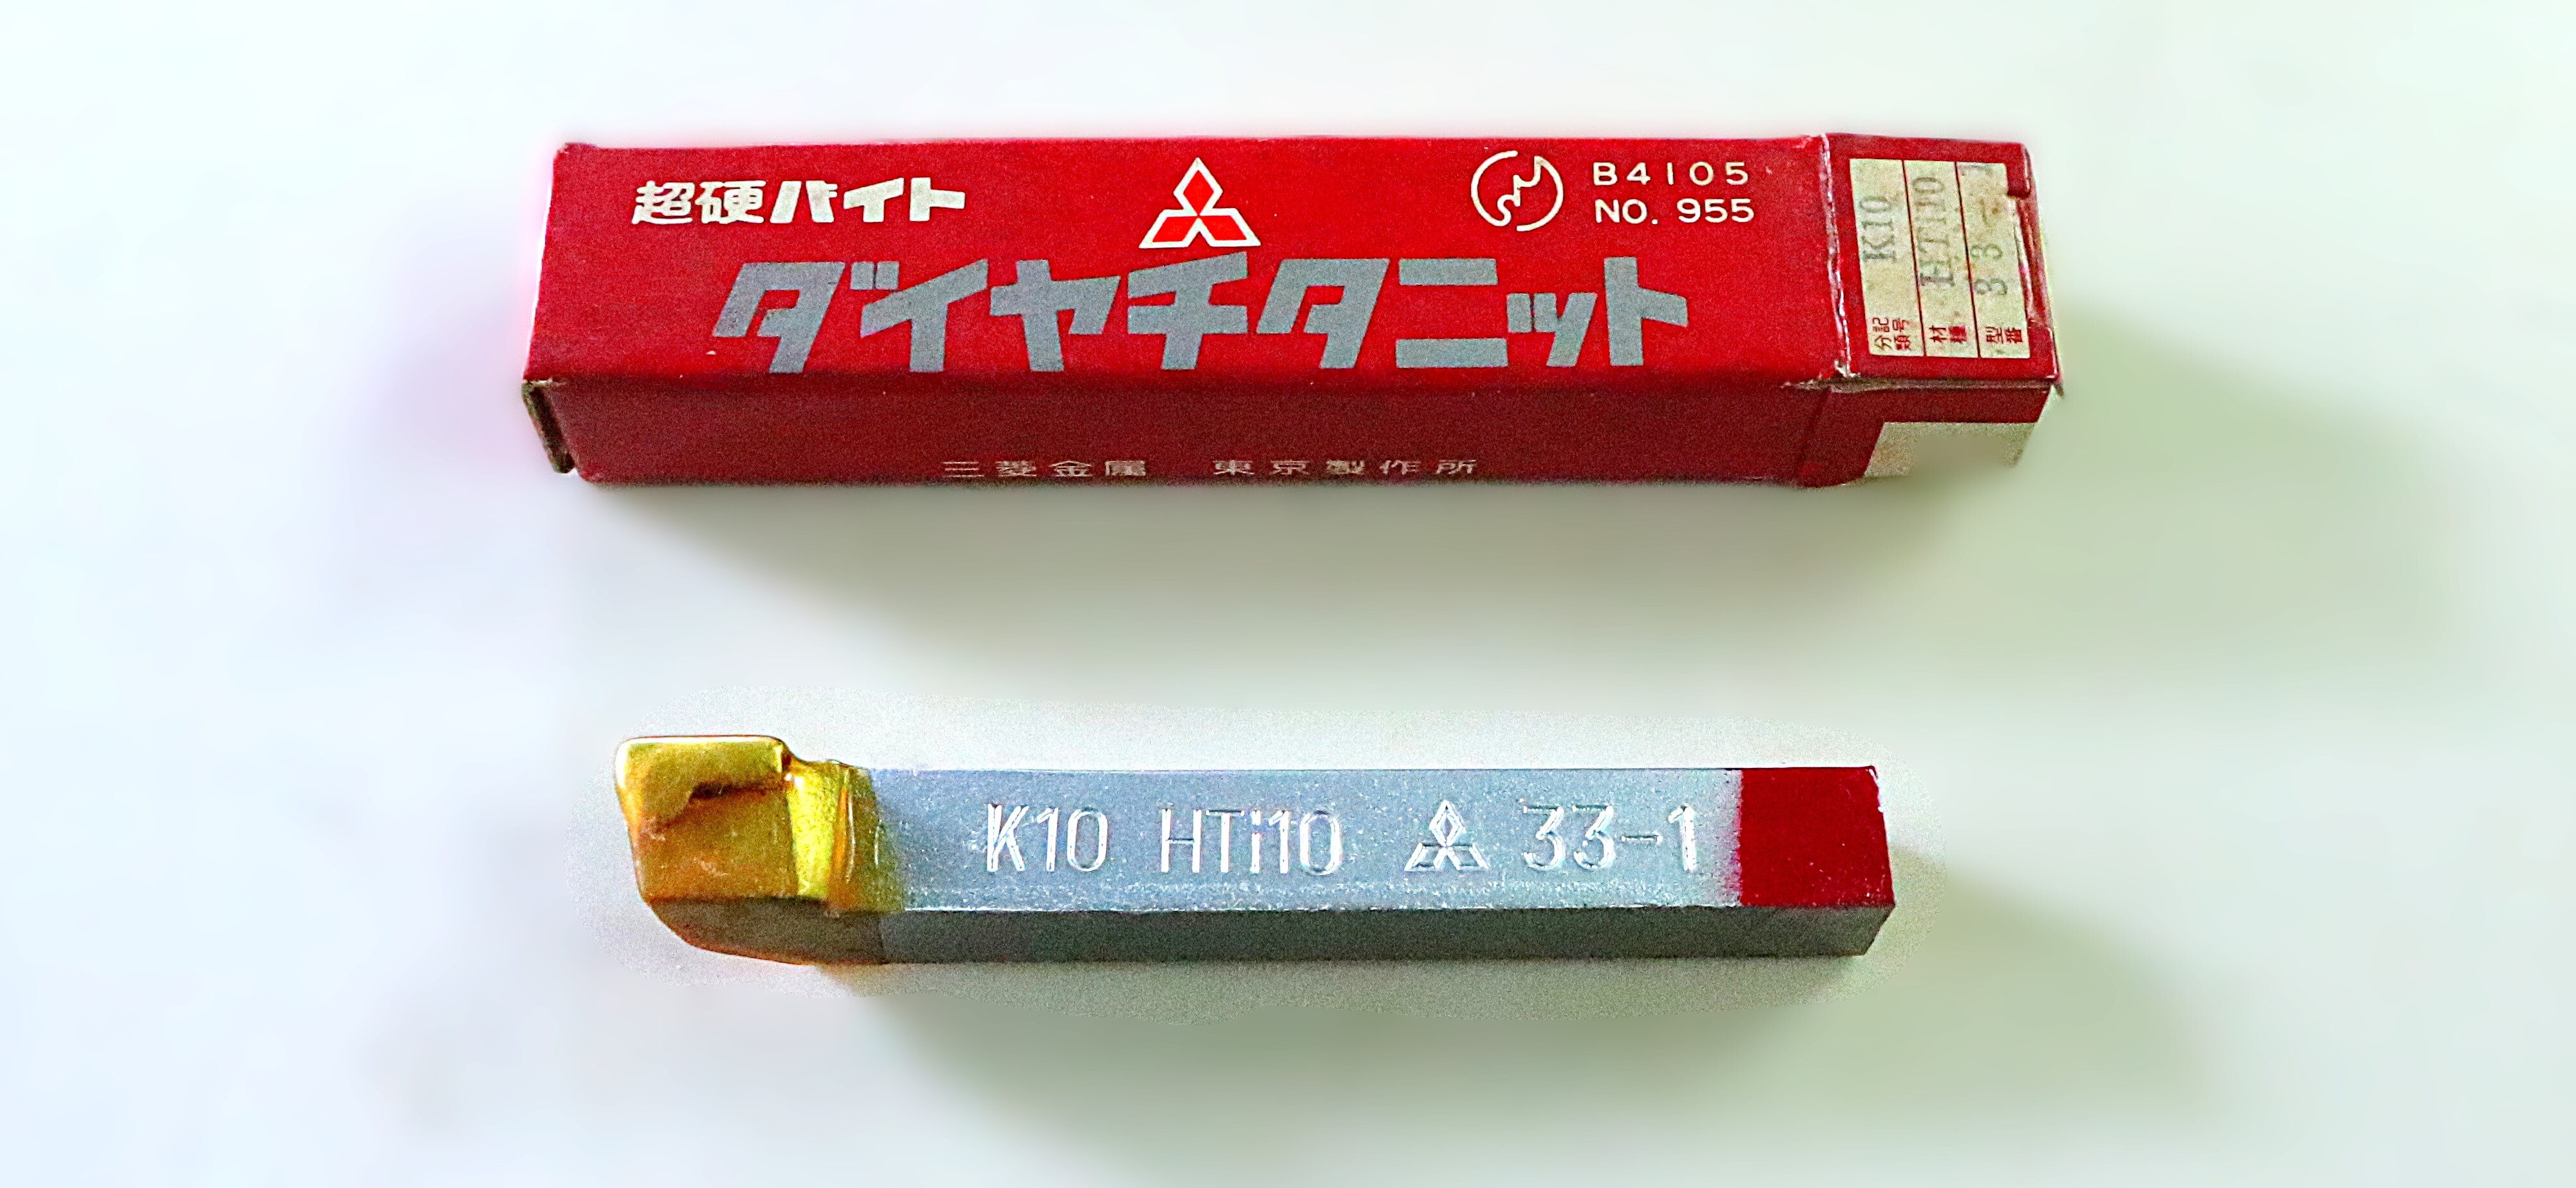 超硬バイト
B4105
NO. 955
ダイヤチタニット
三菱金属 東京製作所
分類記号 K10
材種 HTi10
型番 33-1
K10 HTi10 33-1